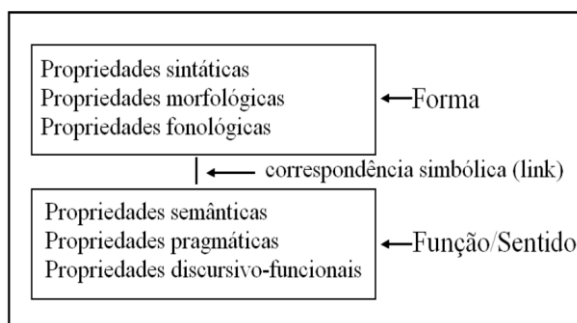 Propriedades sintáticas
Propriedades morfológicas
Propriedades fonológicas
Forma
correspondência simbólica (link)
Propriedades semânticas
Propriedades pragmáticas
Propriedades discursivo-funcionais
Função/Sentido